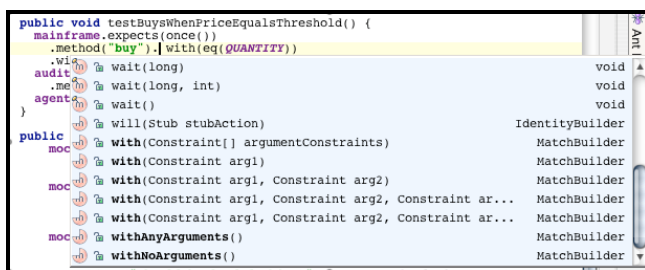 public void testBuysWhenPriceEqualsThreshold() {
mainframe.expects(once())
.method("buy"). with(eq(QUANTITY))
.wi
audit
.me
agent
}
public
moc
moc
moc
wait(long) void
wait(long, int) void
wait() void
will(Stub stubAction) IdentityBuilder
with(Constraint[] argumentConstraints) MatchBuilder
with(Constraint arg1) MatchBuilder
with(Constraint arg1, Constraint arg2) MatchBuilder
with(Constraint arg1, Constraint arg2, Constraint ar... MatchBuilder
with(Constraint arg1, Constraint arg2, Constraint ar... MatchBuilder
withAnyArguments() MatchBuilder
withNoArguments() MatchBuilder
Ant